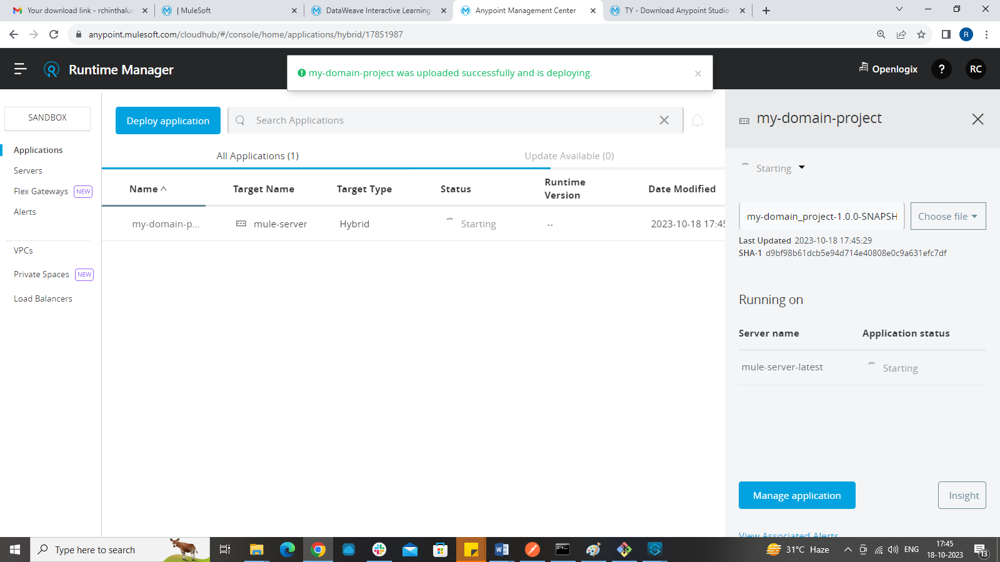 Your download link - rchinthalur
| MuleSoft
DataWeave Interactive Learning
Anypoint Management Center
TY - Download Anypoint Studio
anypoint.mulesoft.com/cloudhub/#/console/home/applications/hybrid/17851987
R
Runtime Manager
my-domain-project was uploaded successfully and is deploying.
Openlogix
?
RC
SANDBOX
Applications
Servers
Flex Gateways NEW
Alerts
VPCs
Private Spaces NEW
Load Balancers
Deploy application
Search Applications
All Applications (1)
Update Available (0)
Name
Target Name
Target Type
Status
Runtime
Version
Date Modified
my-domain-p...
mule-server
Hybrid
Starting
--
2023-10-18 17:45
my-domain-project
Starting
my-domain_project-1.0.0-SNAPSH
Choose file
Last Updated 2023-10-18 17:45:29
SHA-1 d9bf98b61dcb5e94d714e40808e0c9a631efc7df
Running on
Server name
Application status
mule-server-latest
Starting
Manage application
Insight
View Associated Alerts
Type here to search
31°C Haze
ENG
17:45
18-10-2023
13